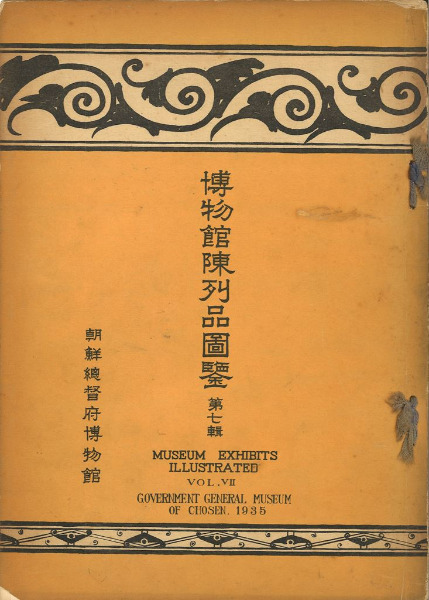 博物館陳列品圖鑒 第七輯
朝鮮總督府博物館
MUSEUM EXHIBITS
ILLUSTRATED
VOL. VII
GOVERNMENT GENERAL MUSEUM
OF CHOSEN. 1935